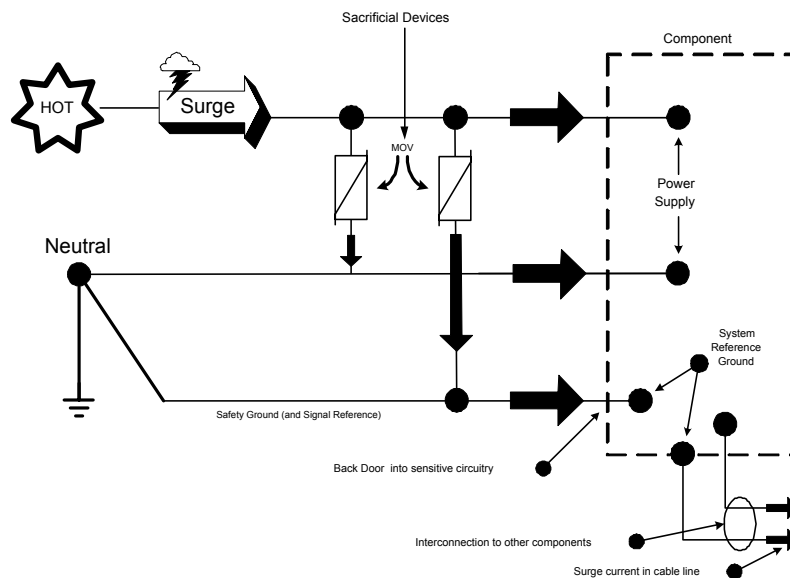 Sacrificial Devices
Component
HOT
Surge
MOV
Power
Supply
Neutral
System
Reference
Ground
Safety Ground (and Signal Reference)
Back Door into sensitive circuitry
Interconnection to other components
Surge current in cable line